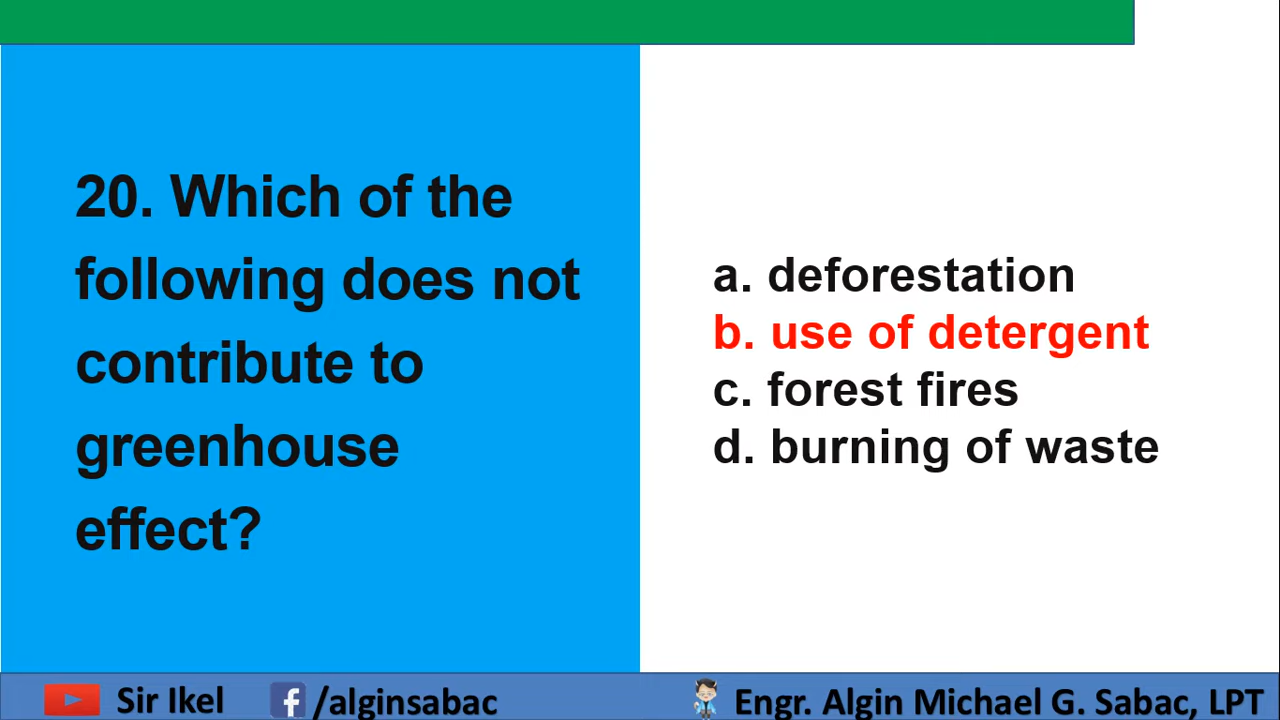 20. Which of the
following does not
contribute to
greenhouse
effect?
a. deforestation
b. use of detergent
c. forest fires
d. burning of waste
Sir Ikel
f /alginsabac
Engr. Algin Michael G. Sabac, LPT